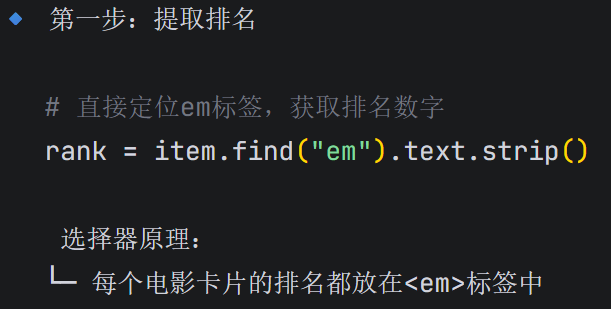 第一步：提取排名
# 直接定位em标签，获取排名数字
rank = item.find("em").text.strip()
选择器原理：
└─ 每个电影卡片的排名都放在<em>标签中